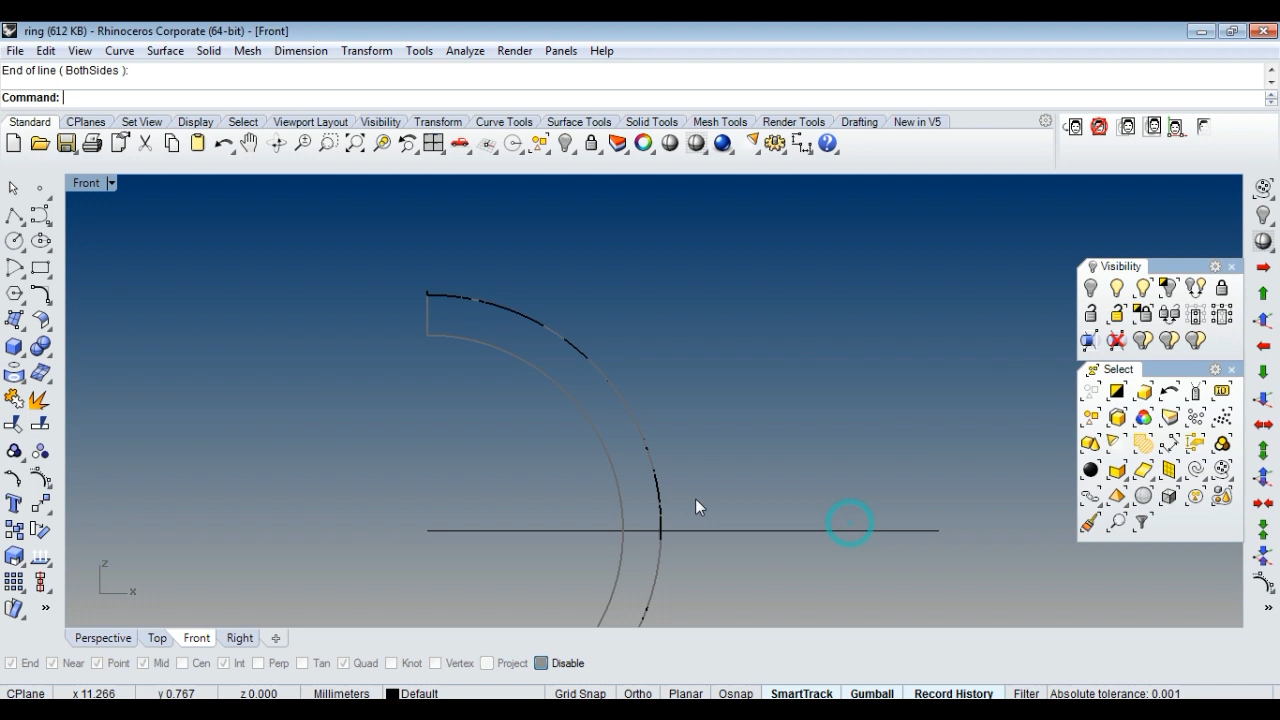 ring (612 KB) - Rhinoceros Corporate (64-bit) - [Front]
File Edit View Curve Surface Solid Mesh Dimension Transform Tools Analyze Render Panels Help
End of line ( BothSides ):
Command:
Standard CPlanes Set View Display Select Viewport Layout Visibility Transform Curve Tools Surface Tools Solid Tools Mesh Tools Render Tools Drafting New in V5
Front
Visibility
Select
z
x
Perspective Top Front Right
End Near Point Mid Cen Int Perp Tan Quad Knot Vertex Project Disable
CPlane x 11.266 y 0.767 z 0.000 Millimeters Default Grid Snap Ortho Planar Osnap SmartTrack Gumball Record History Filter Absolute tolerance: 0.001